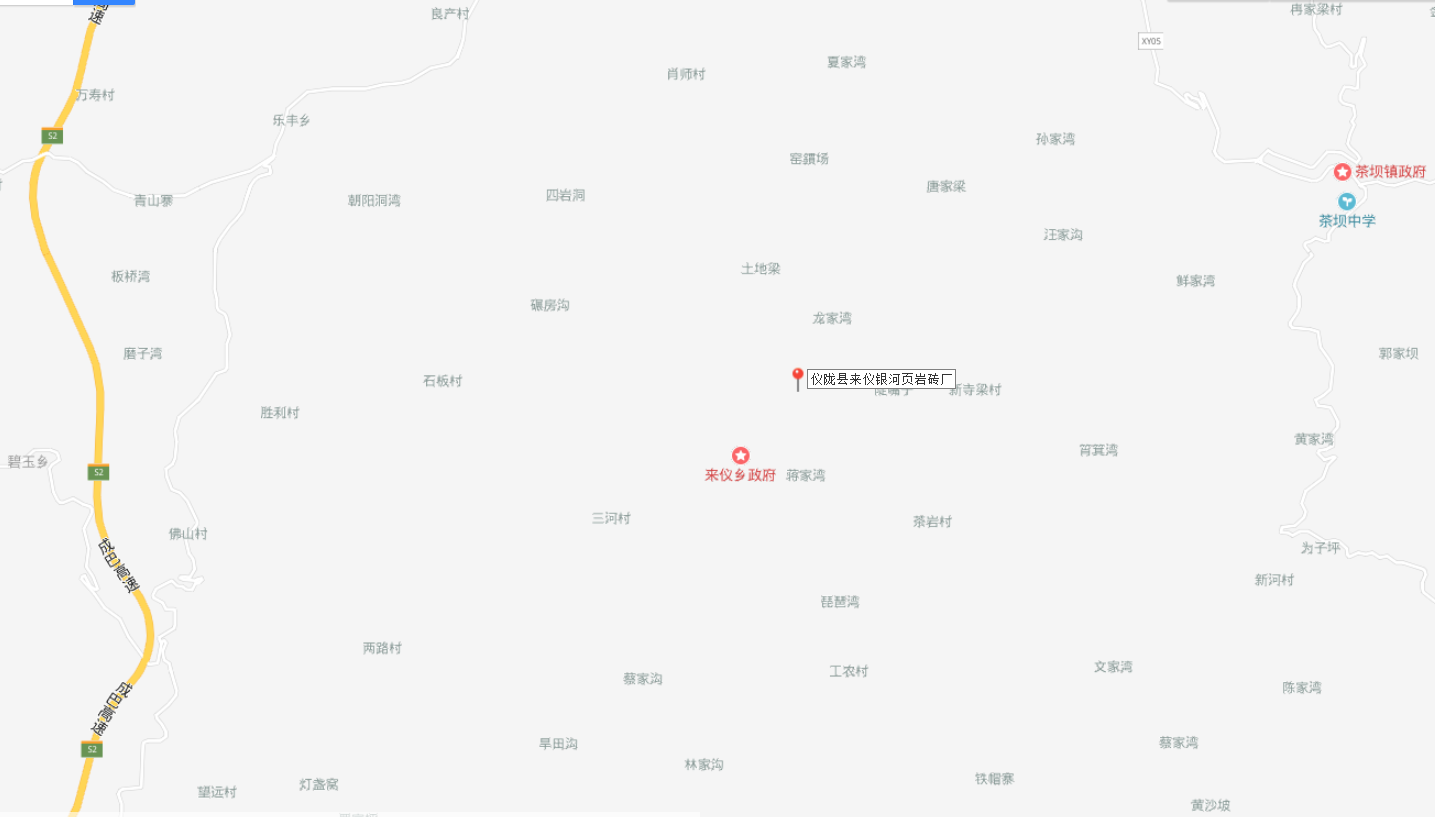 良产村
冉家梁村
XY05
夏家湾
肖师村
万寿村
乐丰乡
S2
孙家湾
窑鑚场
茶坝镇政府
唐家梁
四岩洞
青山寨
朝阳洞湾
茶坝中学
汪家沟
土地梁
板桥湾
鲜家湾
碾房沟
龙家湾
磨子湾
郭家坝
石板村
仪陇县来仪银河页岩砖厂
新寺梁村
胜利村
黄家湾
筲箕湾
碧玉乡
S2
来仪乡政府
蒋家湾
三河村
茶岩村
佛山村
为子坪
成巴高速
新河村
琵琶湾
两路村
文家湾
工农村
蔡家沟
陈家湾
成巴高速
旱田沟
蔡家湾
S2
林家沟
铁帽寨
灯盏窝
望远村
黄沙坡